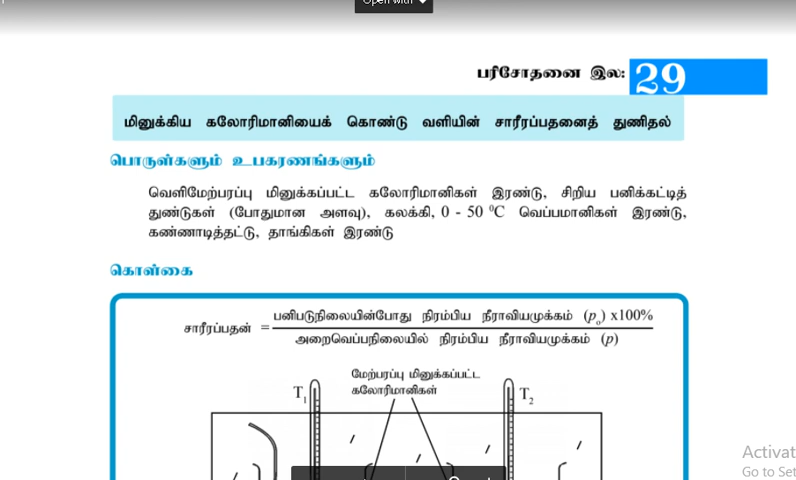 Open with
பரிசோதனை இல: 29
மினுக்கிய கலோரிமானியைக் கொண்டு வளியின் சாரீரப்பதனைத் துணிதல்
பொருள்களும் உபகரணங்களும்
வெளிமேற்பரப்பு மினுக்கப்பட்ட கலோரிமானிகள் இரண்டு, சிறிய பனிக்கட்டித்
துண்டுகள் (போதுமான அளவு), கலக்கி, 0 - 50 ⁰C வெப்பமானிகள் இரண்டு,
கண்ணாடித்தட்டு, தாங்கிகள் இரண்டு
கொள்கை
பனிபடுநிலையின்போது நிரம்பிய நீராவியமுக்கம் (pₒ) x100%
சாரீரப்பதன் =
அறைவெப்பநிலையில் நிரம்பிய நீராவியமுக்கம் (p)
மேற்பரப்பு மினுக்கப்பட்ட
கலோரிமானிகள்
T₁
T₂
Activat
Go to Set